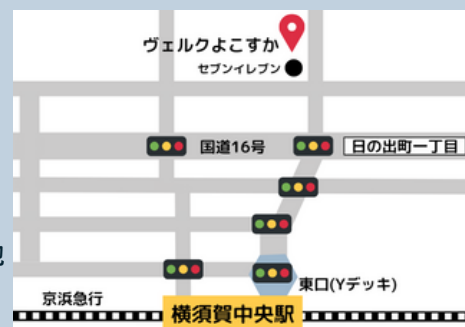 ヴェルクよこすか
セブンイレブン
国道16号
日の出町一丁目
東口(Yデッキ)
京浜急行
横須賀中央駅